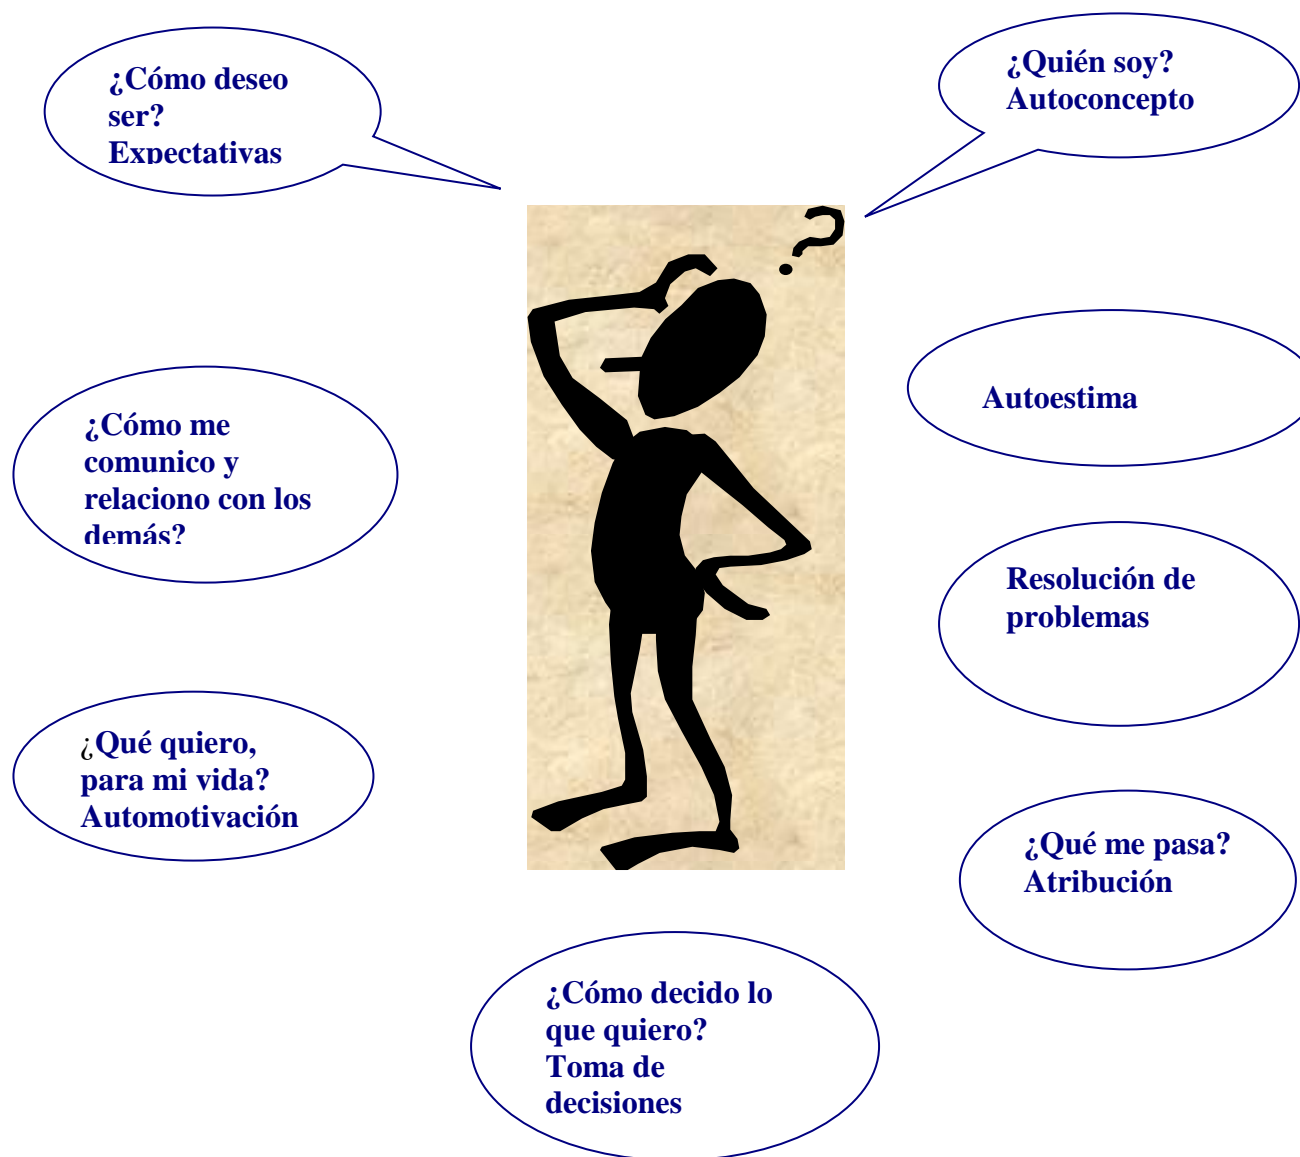 ¿Cómo deseo
ser?
Expectativas
¿Quién soy?
Autoconcepto
?
¿Cómo me
comunico y
relaciono con los
demás?
Autoestima
Resolución de
problemas
¿Qué quiero,
para mi vida?
Automotivación
¿Qué me pasa?
Atribución
¿Cómo decido lo
que quiero?
Toma de
decisiones